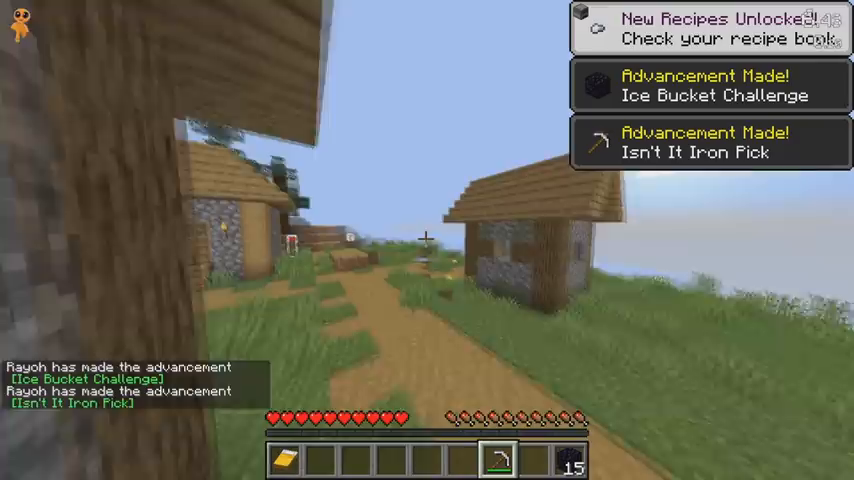 New Recipes Unlocked!
Check your recipe book
Advancement Made!
Ice Bucket Challenge
Advancement Made!
Isn't It Iron Pick
Rayoh has made the advancement
[Ice Bucket Challenge]
Rayoh has made the advancement
[Isn't It Iron Pick]
15